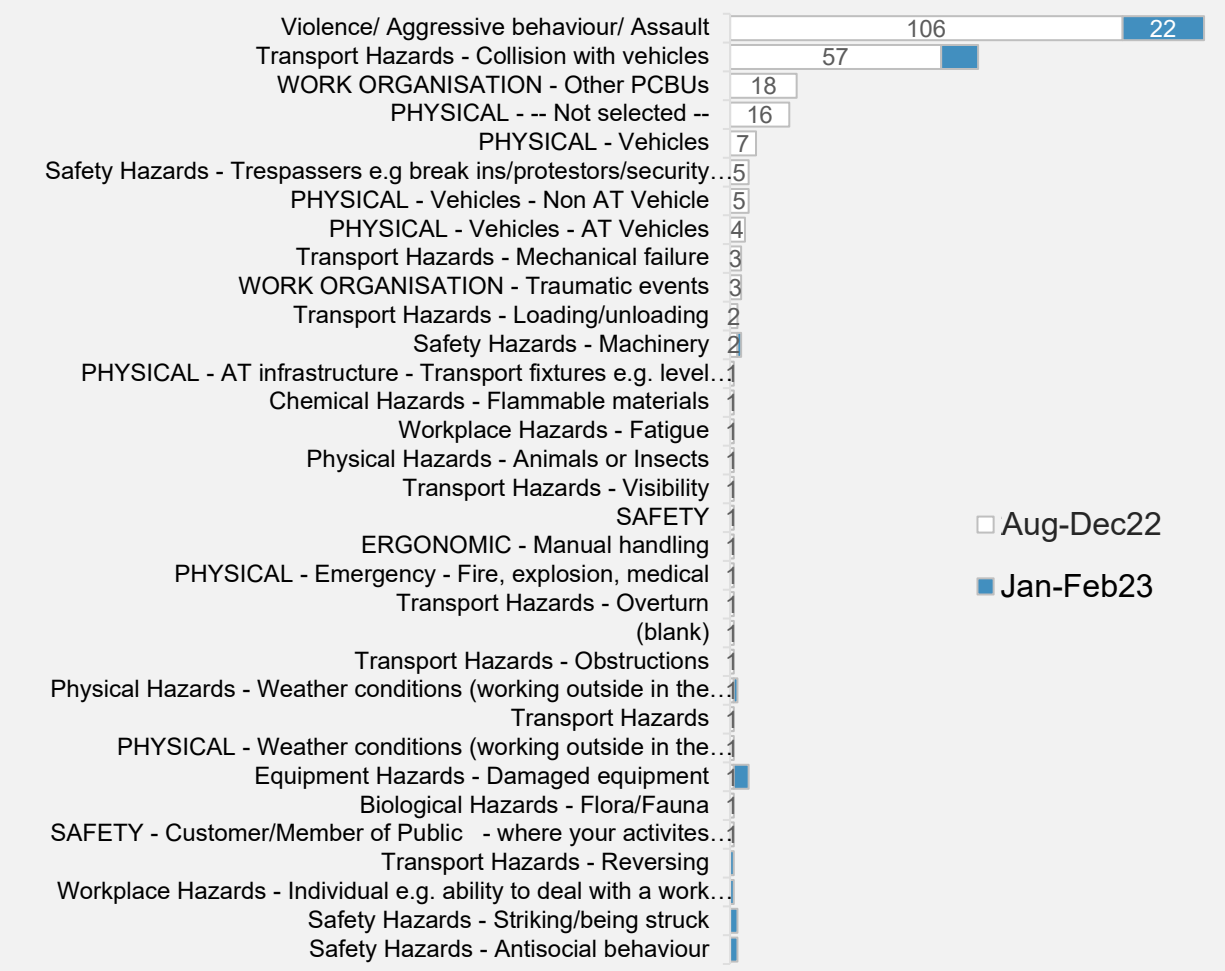 Violence/ Aggressive behaviour/ Assault 106 22
Transport Hazards - Collision with vehicles 57
WORK ORGANISATION - Other PCBUs 18
PHYSICAL - -- Not selected -- 16
PHYSICAL - Vehicles 7
Safety Hazards - Trespassers e.g break ins/protestors/security… 5
PHYSICAL - Vehicles - Non AT Vehicle 5
PHYSICAL - Vehicles - AT Vehicles 4
Transport Hazards - Mechanical failure 3
WORK ORGANISATION - Traumatic events 3
Transport Hazards - Loading/unloading 2
Safety Hazards - Machinery 2
PHYSICAL - AT infrastructure - Transport fixtures e.g. level… 1
Chemical Hazards - Flammable materials 1
Workplace Hazards - Fatigue 1
Physical Hazards - Animals or Insects 1
Transport Hazards - Visibility 1
SAFETY 1
ERGONOMIC - Manual handling 1
PHYSICAL - Emergency - Fire, explosion, medical 1
Transport Hazards - Overturn 1
(blank) 1
Transport Hazards - Obstructions 1
Physical Hazards - Weather conditions (working outside in the… 1
Transport Hazards 1
PHYSICAL - Weather conditions (working outside in the… 1
Equipment Hazards - Damaged equipment 1
Biological Hazards - Flora/Fauna 1
SAFETY - Customer/Member of Public - where your activites… 1
Transport Hazards - Reversing
Workplace Hazards - Individual e.g. ability to deal with a work…
Safety Hazards - Striking/being struck
Safety Hazards - Antisocial behaviour
Aug-Dec22
Jan-Feb23